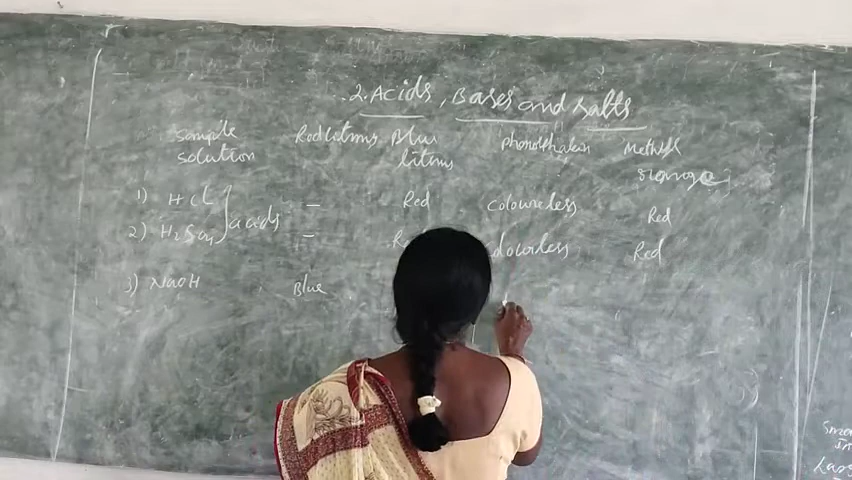 2. Acids, Bases and Salts
Sample solution Red litmus Blue litmus phenolphthalein Methyl orange
1) HCl – Red colourless Red
acids
2) H2SO4 – colourless Red
3) NaOH Blue